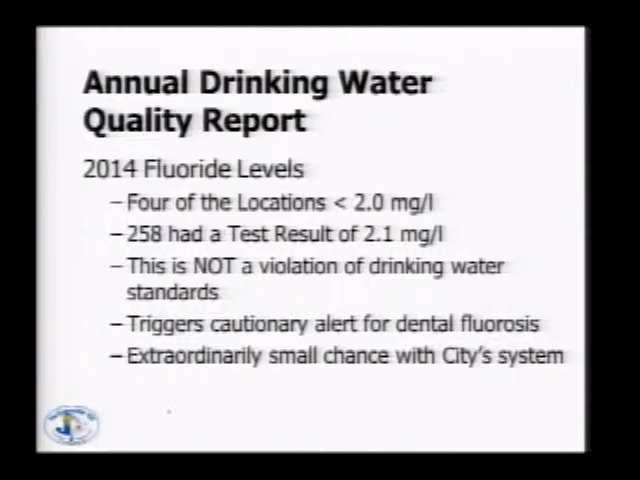 Annual Drinking Water
Quality Report
2014 Fluoride Levels
– Four of the Locations < 2.0 mg/l
– 258 had a Test Result of 2.1 mg/l
– This is NOT a violation of drinking water
standards
– Triggers cautionary alert for dental fluorosis
– Extraordinarily small chance with City's system